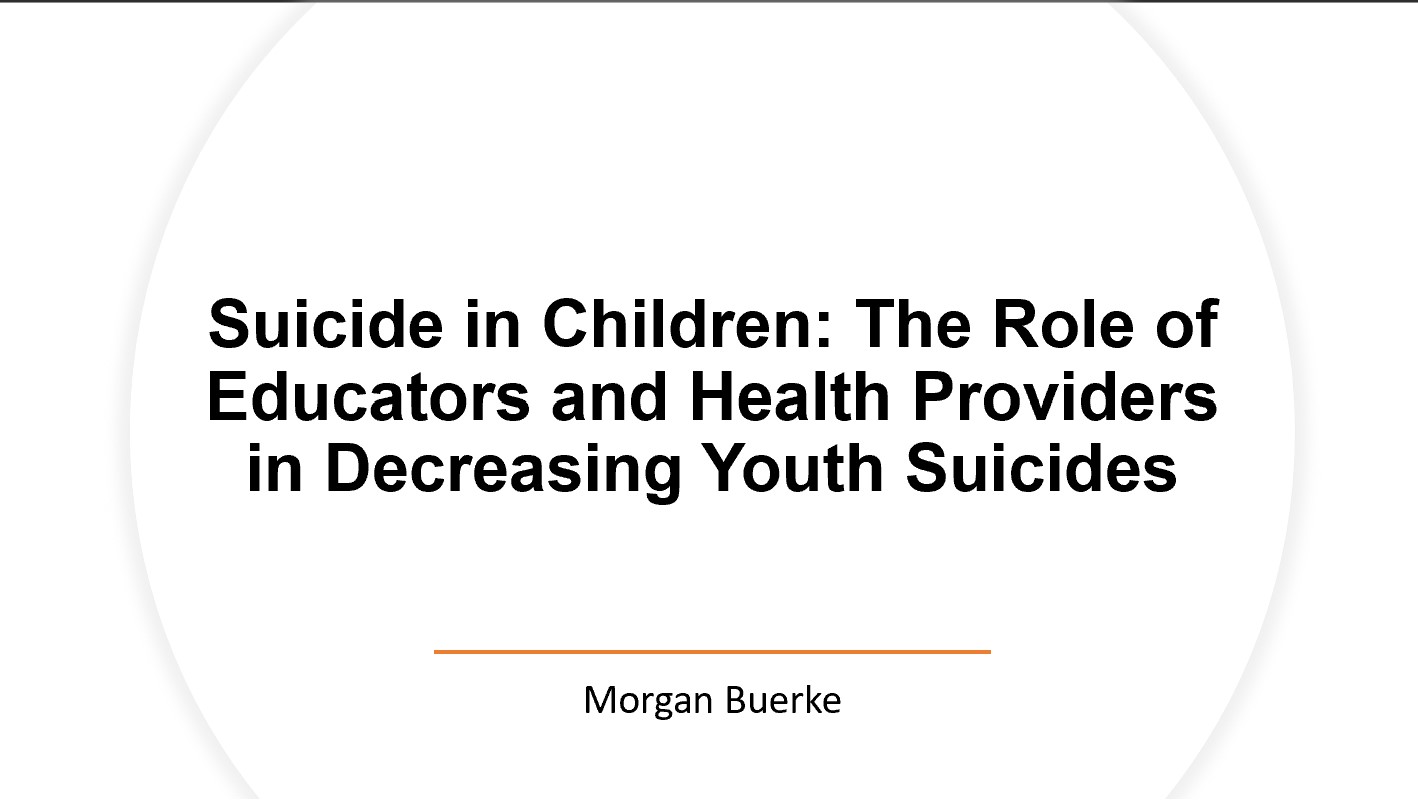 Suicide in Children: The Role of
Educators and Health Providers
in Decreasing Youth Suicides
Morgan Buerke